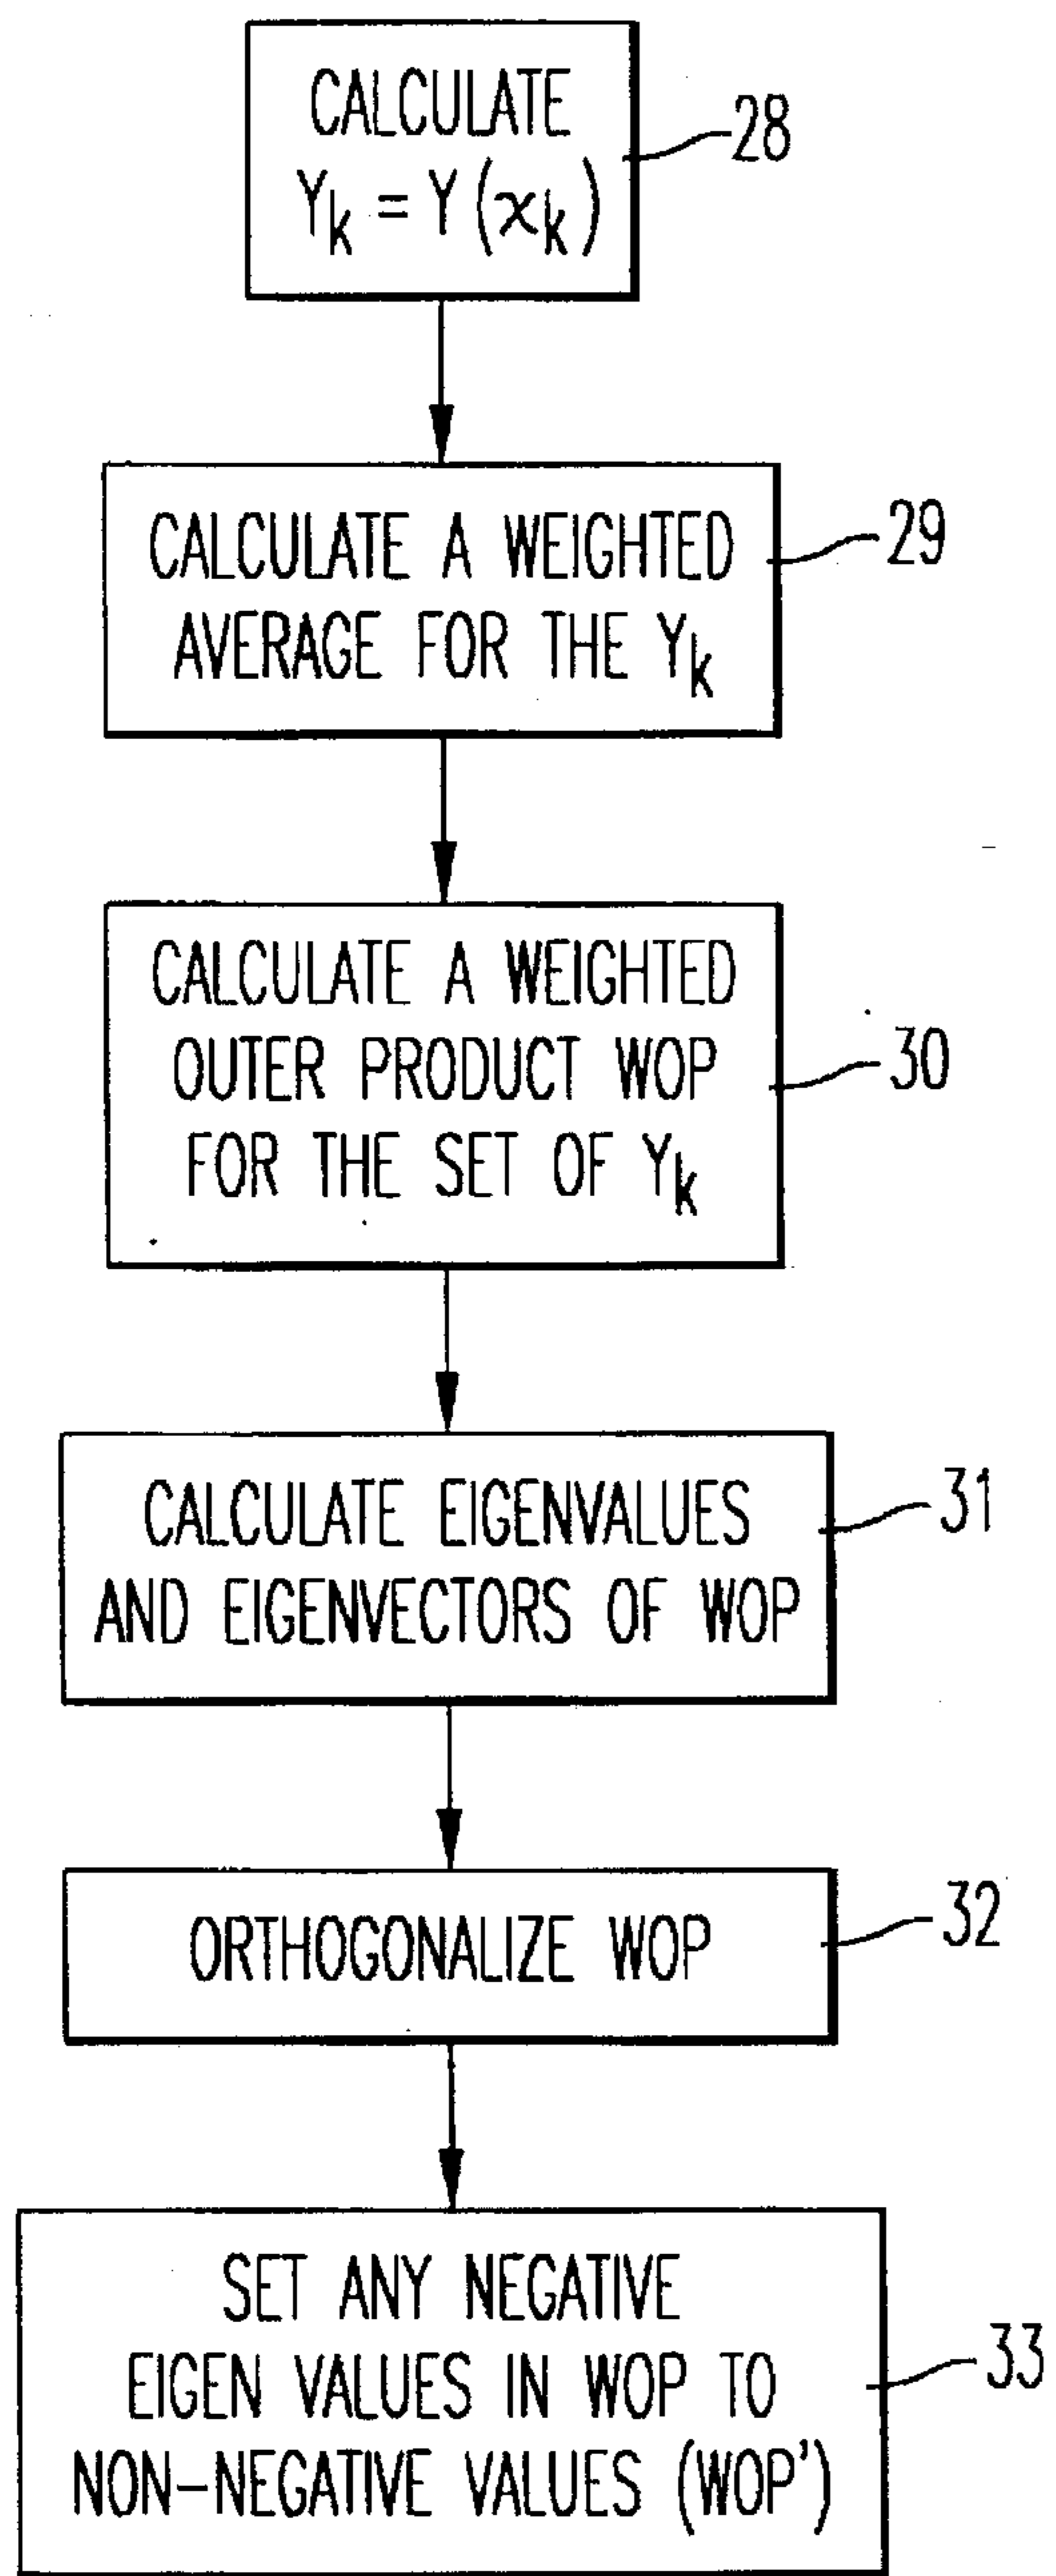 CALCULATE
Yk = Y(xk)
28
CALCULATE A WEIGHTED
AVERAGE FOR THE Yk
29
CALCULATE A WEIGHTED
OUTER PRODUCT WOP
FOR THE SET OF Yk
30
CALCULATE EIGENVALUES
AND EIGENVECTORS OF WOP
31
ORTHOGONALIZE WOP
32
SET ANY NEGATIVE
EIGEN VALUES IN WOP TO
NON-NEGATIVE VALUES (WOP')
33